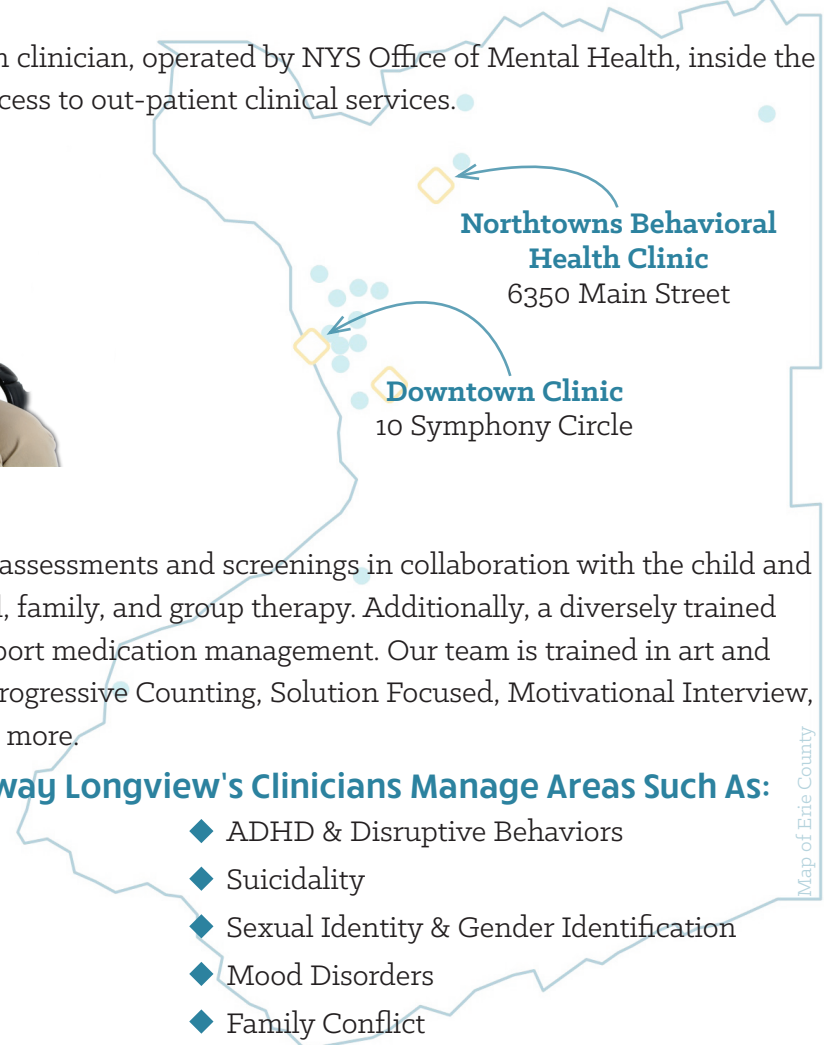 n clinician, operated by NYS Office of Mental Health, inside the
cess to out-patient clinical services.
Northtowns Behavioral
Health Clinic
6350 Main Street
Downtown Clinic
10 Symphony Circle
assessments and screenings in collaboration with the child and
l, family, and group therapy. Additionally, a diversely trained
port medication management. Our team is trained in art and
rogressive Counting, Solution Focused, Motivational Interview,
more.
way Longview's Clinicians Manage Areas Such As:
ADHD & Disruptive Behaviors
Suicidality
Sexual Identity & Gender Identification
Mood Disorders
Family Conflict
Map of Erie County